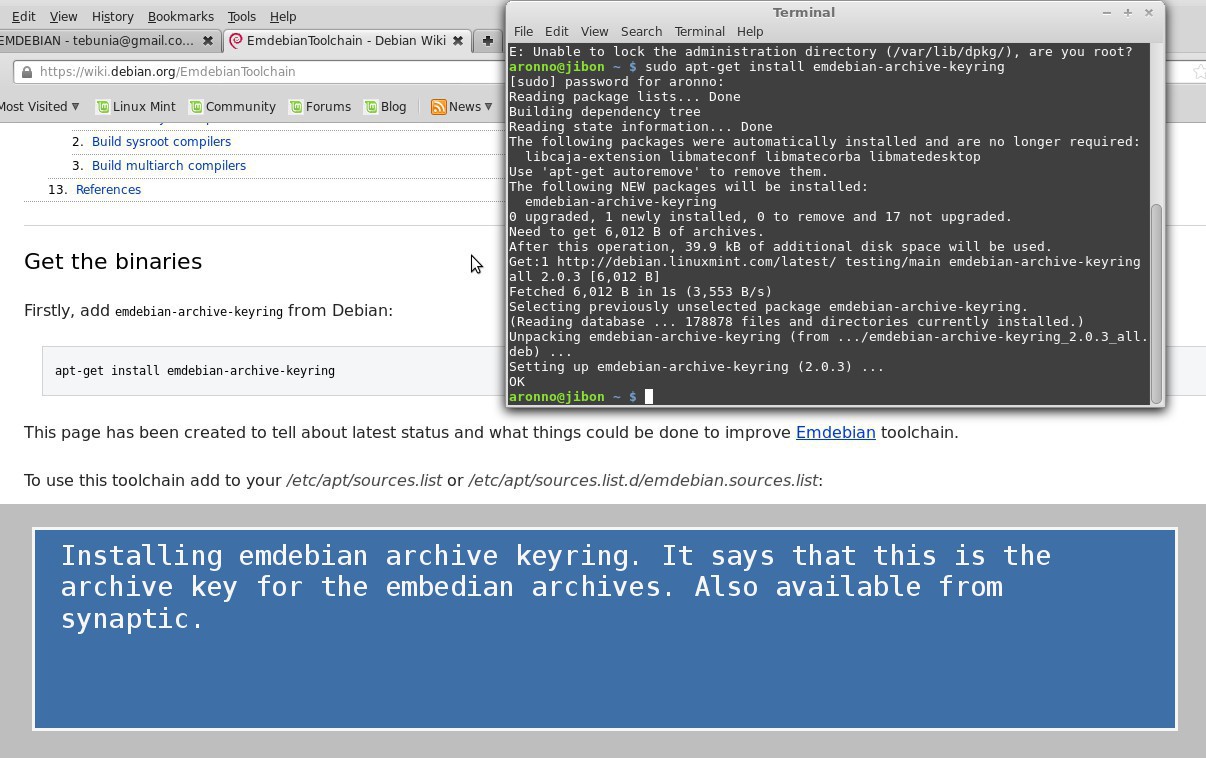 Edit View History Bookmarks Tools Help
EMDEBIAN - tebunia@gmail.co...
EmdebianToolchain - Debian Wiki
https://wiki.debian.org/EmdebianToolchain
Most Visited
Linux Mint
Community
Forums
Blog
News
2. Build sysroot compilers
3. Build multiarch compilers
13. References
Get the binaries
Firstly, add emdebian-archive-keyring from Debian:
apt-get install emdebian-archive-keyring
This page has been created to tell about latest status and what things could be done to improve Emdebian toolchain.
To use this toolchain add to your /etc/apt/sources.list or /etc/apt/sources.list.d/emdebian.sources.list:
Terminal
File Edit View Search Terminal Help
E: Unable to lock the administration directory (/var/lib/dpkg/), are you root?
aronno@jibon ~ $ sudo apt-get install emdebian-archive-keyring
[sudo] password for aronno:
Reading package lists... Done
Building dependency tree
Reading state information... Done
The following packages were automatically installed and are no longer required:
libcaja-extension libmateconf libmatecorba libmatedesktop
Use 'apt-get autoremove' to remove them.
The following NEW packages will be installed:
emdebian-archive-keyring
0 upgraded, 1 newly installed, 0 to remove and 17 not upgraded.
Need to get 6,012 B of archives.
After this operation, 39.9 kB of additional disk space will be used.
Get:1 http://debian.linuxmint.com/latest/ testing/main emdebian-archive-keyring
all 2.0.3 [6,012 B]
Fetched 6,012 B in 1s (3,553 B/s)
Selecting previously unselected package emdebian-archive-keyring.
(Reading database ... 178878 files and directories currently installed.)
Unpacking emdebian-archive-keyring (from .../emdebian-archive-keyring_2.0.3_all.
deb) ...
Setting up emdebian-archive-keyring (2.0.3) ...
OK
aronno@jibon ~ $
Installing emdebian archive keyring. It says that this is the
archive key for the embedian archives. Also available from
synaptic.